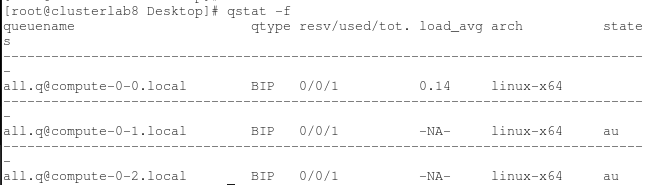 [root@clusterlab8 Desktop]# qstat -f
queuename                      qtype resv/used/tot. load_avg arch          state
s
--------------------------------------------------------------------------------
-
all.q@compute-0-0.local        BIP   0/0/1          0.14     linux-x64
--------------------------------------------------------------------------------
-
all.q@compute-0-1.local        BIP   0/0/1          -NA-     linux-x64     au
--------------------------------------------------------------------------------
-
all.q@compute-0-2.local        BIP   0/0/1          -NA-     linux-x64     au